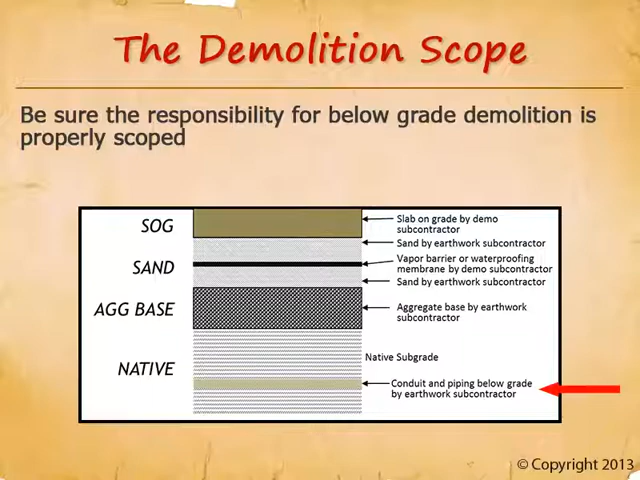 The Demolition Scope
Be sure the responsibility for below grade demolition is
properly scoped
SOG
Slab on grade by demo
subcontractor
Sand by earthwork subcontractor
SAND
Vapor barrier or waterproofing
membrane by demo subcontractor
Sand by earthwork subcontractor
AGG BASE
Aggregate base by earthwork
subcontractor
Native Subgrade
NATIVE
Conduit and piping below grade
by earthwork subcontractor
© Copyright 2013